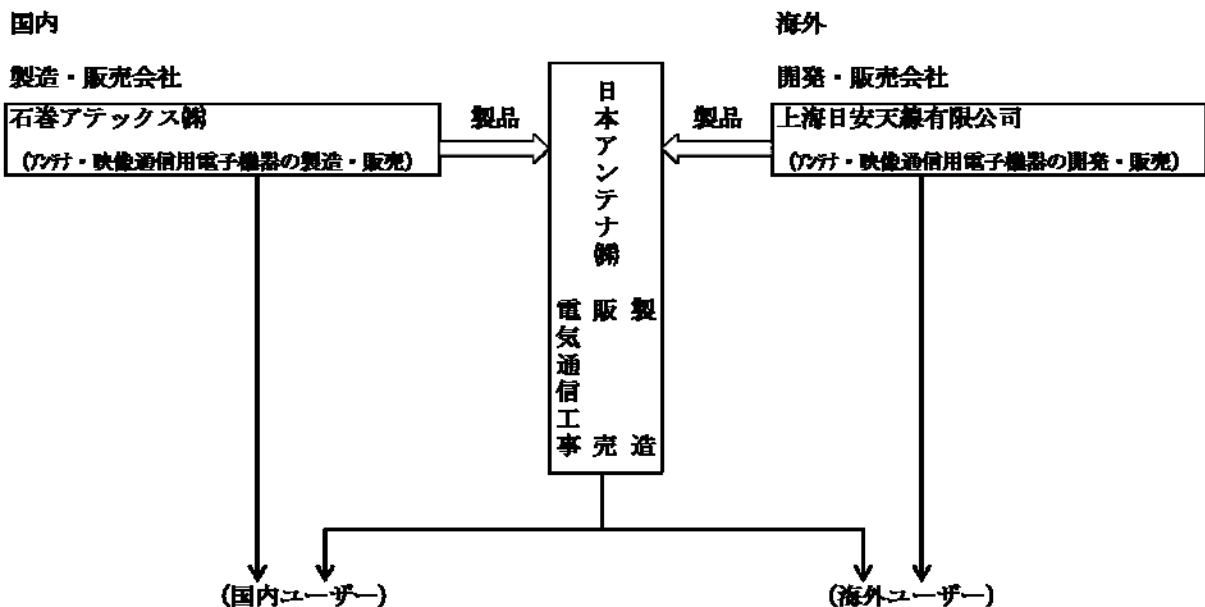 国内
製造・販売会社
石巻アテックス㈱
(ｱﾝﾃﾅ・映像通信用電子機器の製造・販売)
製品
日本アンテナ㈱
製造
販売
電気通信工事
製品
海外
開発・販売会社
上海日安天線有限公司
(ｱﾝﾃﾅ・映像通信用電子機器の開発・販売)
(国内ユーザー)
(海外ユーザー)